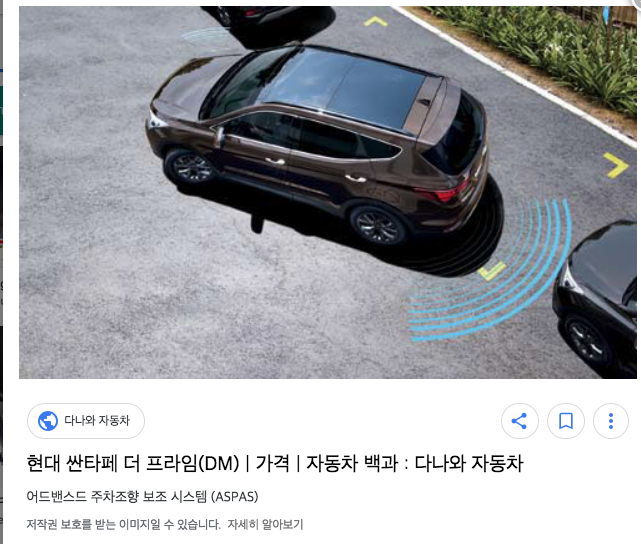 다나와 자동차
현대 싼타페 더 프라임(DM) | 가격 | 자동차 백과 : 다나와 자동차
어드밴스드 주차조향 보조 시스템 (ASPAS)
저작권 보호를 받는 이미지일 수 있습니다. 자세히 알아보기